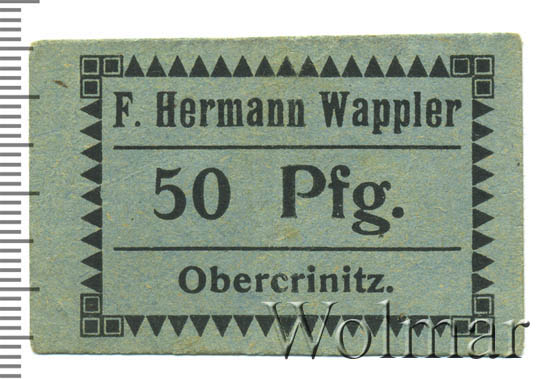 F. Hermann Wappler
50 Pfg.
Obercrinitz.
Wolmar